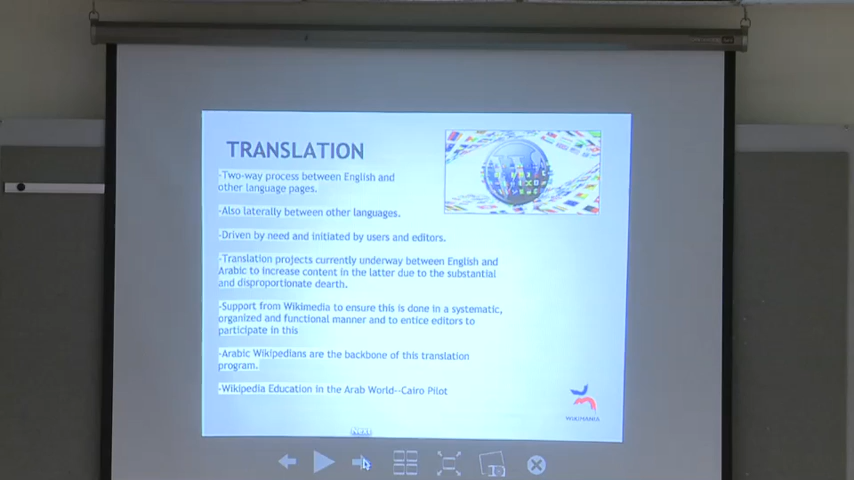 TRANSLATION
-Two-way process between English and
other language pages.
-Also laterally between other languages.
-Driven by need and initiated by users and editors.
-Translation projects currently underway between English and
Arabic to increase content in the latter due to the substantial
and disproportionate dearth.
-Support from Wikimedia to ensure this is done in a systematic,
organized and functional manner and to entice editors to
participate in this
-Arabic Wikipedians are the backbone of this translation
program.
-Wikipedia Education in the Arab World--Cairo Pilot
WIKIMANIA
Next